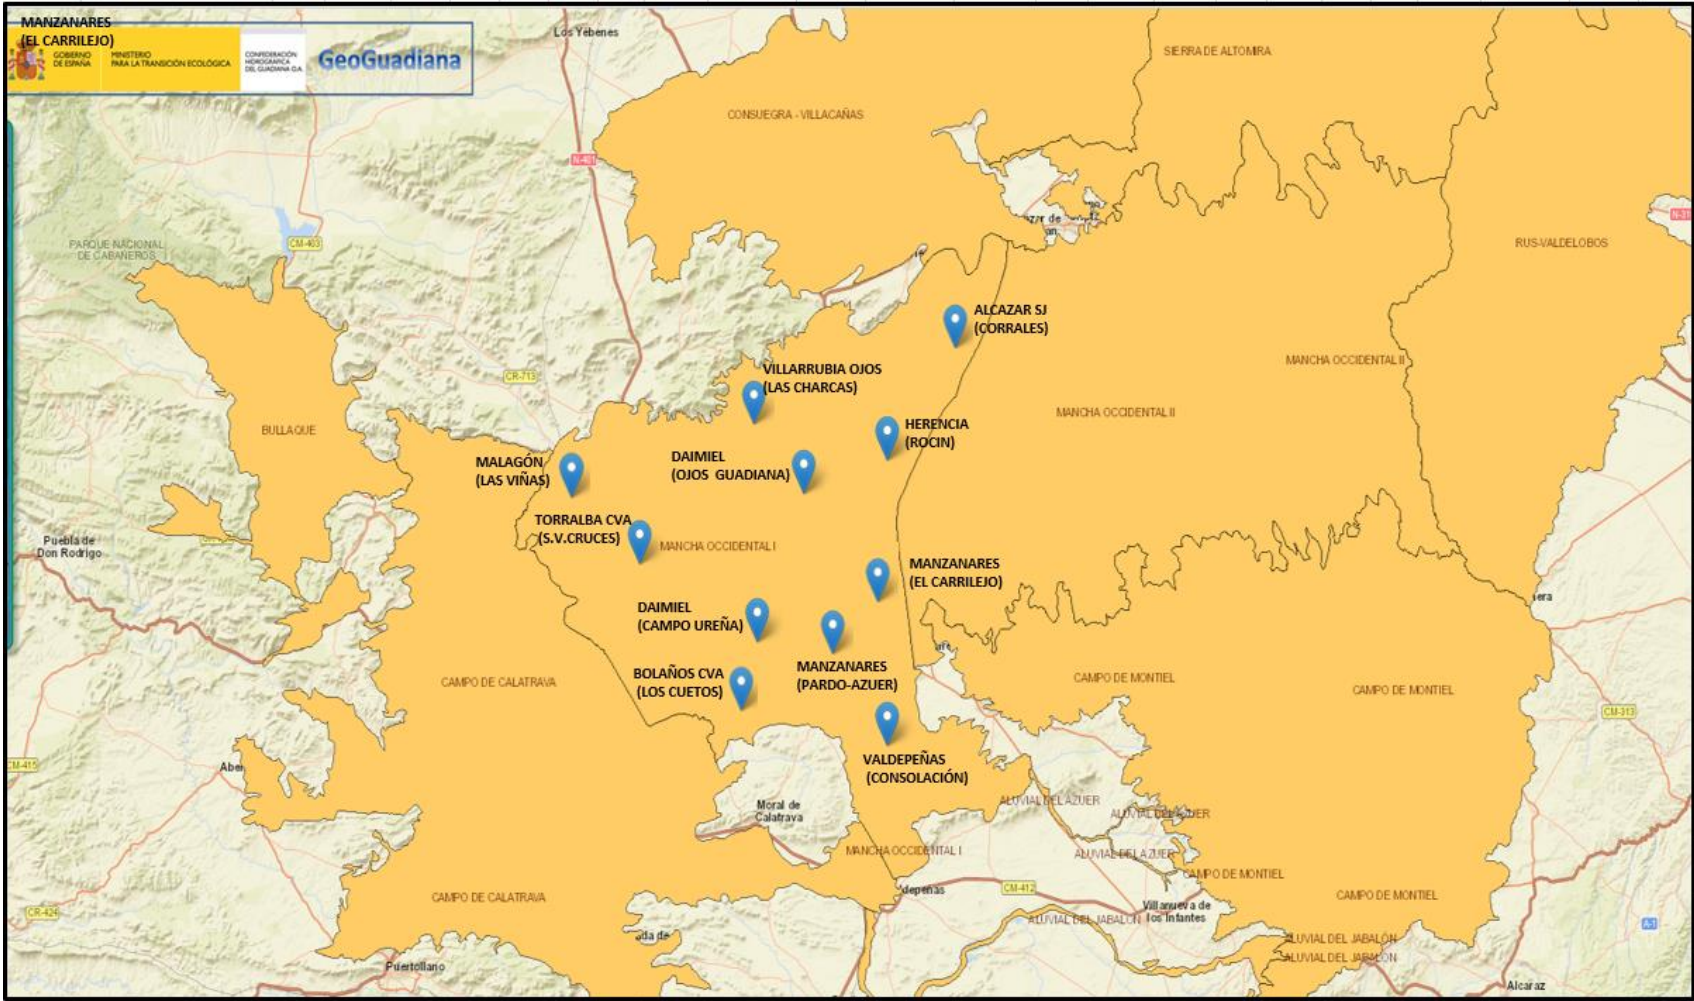 MANZANARES
(EL CARRILEJO)
GOBIERNO
DE ESPAÑA
MINISTERIO
PARA LA TRANSICIÓN ECOLÓGICA
CONFEDERACIÓN
HIDROGRÁFICA
DEL GUADIANA O.A.
GeoGuadiana
Los Yébenes
SIERRA DE ALTOMIRA
CONSUEGRA - VILLACAÑAS
N-401
N-31
PARQUE NACIONAL
DE CABAÑEROS
CM-403
RUS-VALDELOBOS
ALCAZAR SJ
(CORRALES)
MANCHA OCCIDENTAL II
VILLARRUBIA OJOS
(LAS CHARCAS)
CR-713
MANCHA OCCIDENTAL II
BULLAQUE
HERENCIA
(ROCIN)
MALAGÓN
(LAS VIÑAS)
DAIMIEL
(OJOS GUADIANA)
TORRALBA CVA
(S.V.CRUCES)
MANCHA OCCIDENTAL I
Puebla de
Don Rodrigo
MANZANARES
(EL CARRILEJO)
era
DAIMIEL
(CAMPO UREÑA)
MANZANARES
(PARDO-AZUER)
BOLAÑOS CVA
(LOS CUETOS)
CAMPO DE CALATRAVA
CAMPO DE MONTIEL
CAMPO DE MONTIEL
CM-313
VALDEPEÑAS
(CONSOLACIÓN)
CM-415
Aben
Moral de
Calatrava
ALUVIAL DEL AZUER
ALUVIAL DEL AZUER
MANCHA OCCIDENTAL I
ALUVIAL DEL AZUER
CAMPO DE MONTIEL
CAMPO DE CALATRAVA
depeñas
CM-412
CAMPO DE MONTIEL
CR-424
ALUVIAL DEL JABALÓN
Villanueva de
los Infantes
ada de
ALUVIAL DEL JABALÓN
ALUVIAL DEL JABALÓN
Puertollano
Alcaraz